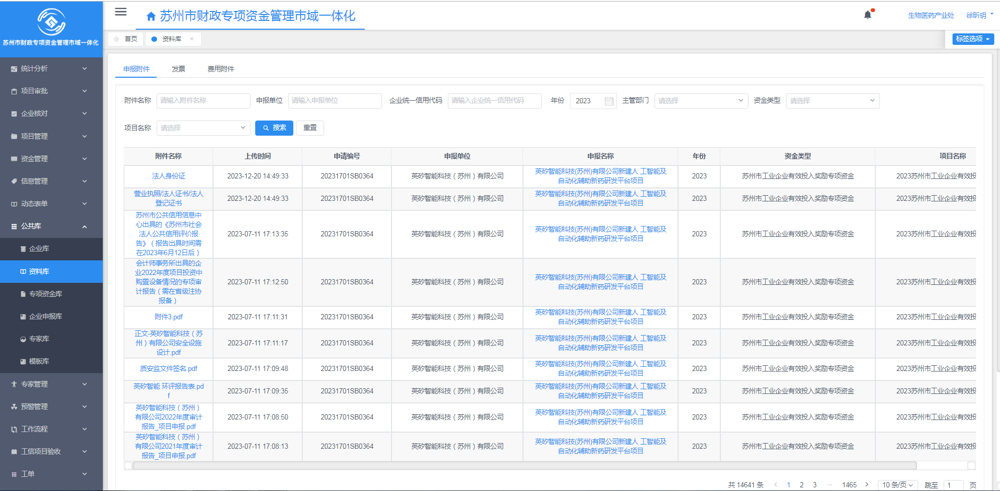 苏州市财政专项资金管理市域一体化
生物医药产业处 徐昕玥
苏州市财政专项资金管理市域一体化
首页 资料库 × 标签选项
统计分析
项目审批
企业核对
项目管理
资金管理
信息管理
动态表单
公共库
企业库
资料库
专项资金库
企业申报库
专家库
模板库
专家管理
预警管理
工作流程
工信项目验收
工单
申报附件 发票 费用附件
附件名称 请输入附件名称 申报单位 请输入申报单位 企业统一信用代码 请输入企业统一信用代码 年份 2023 主管部门 请选择 资金类型 请选择
项目名称 请选择 搜索 重置
附件名称 上传时间 申请编号 申报单位 申报名称 年份 资金类型 项目名称
法人身份证 2023-12-20 14:49:33 20231701SB0364 英矽智能科技（苏州）有限公司 英矽智能科技(苏州)有限公司新建人 工智能及
自动化辅助新药研发平台项目 2023 苏州市工业企业有效投入奖励专项资金 2023苏州市工业企业有效投
营业执照/法人证书/法人
登记证书 2023-12-20 14:49:33 20231701SB0364 英矽智能科技（苏州）有限公司 英矽智能科技(苏州)有限公司新建人 工智能及
自动化辅助新药研发平台项目 2023 苏州市工业企业有效投入奖励专项资金 2023苏州市工业企业有效投
苏州市公共信用信息中
心出具的《苏州市社会
法人公共信用评价报
告》（报告出具时间需
在2023年6月12日后） 2023-07-11 17:13:35 20231701SB0364 英矽智能科技（苏州）有限公司 英矽智能科技(苏州)有限公司新建人 工智能及
自动化辅助新药研发平台项目 2023 苏州市工业企业有效投入奖励专项资金 2023苏州市工业企业有效投
会计师事务所出具的企
业2022年度项目投资中
购置设备情况的专项审
计报告（需在省级注协
报备） 2023-07-11 17:12:50 20231701SB0364 英矽智能科技（苏州）有限公司 英矽智能科技(苏州)有限公司新建人 工智能及
自动化辅助新药研发平台项目 2023 苏州市工业企业有效投入奖励专项资金 2023苏州市工业企业有效投
附件3.pdf 2023-07-11 17:11:31 20231701SB0364 英矽智能科技（苏州）有限公司 英矽智能科技(苏州)有限公司新建人 工智能及
自动化辅助新药研发平台项目 2023 苏州市工业企业有效投入奖励专项资金 2023苏州市工业企业有效投
正文-英矽智能科技（苏
州）有限公司安全设施
设计.pdf 2023-07-11 17:11:17 20231701SB0364 英矽智能科技（苏州）有限公司 英矽智能科技(苏州)有限公司新建人 工智能及
自动化辅助新药研发平台项目 2023 苏州市工业企业有效投入奖励专项资金 2023苏州市工业企业有效投
质安监文件签名.pdf 2023-07-11 17:09:48 20231701SB0364 英矽智能科技（苏州）有限公司 英矽智能科技(苏州)有限公司新建人 工智能及
自动化辅助新药研发平台项目 2023 苏州市工业企业有效投入奖励专项资金 2023苏州市工业企业有效投
英矽智能 环评报告表.pd
f 2023-07-11 17:09:35 20231701SB0364 英矽智能科技（苏州）有限公司 英矽智能科技(苏州)有限公司新建人 工智能及
自动化辅助新药研发平台项目 2023 苏州市工业企业有效投入奖励专项资金 2023苏州市工业企业有效投
英矽智能科技（苏州）
有限公司2022年度审计
报告_项目申报.pdf 2023-07-11 17:08:50 20231701SB0364 英矽智能科技（苏州）有限公司 英矽智能科技(苏州)有限公司新建人 工智能及
自动化辅助新药研发平台项目 2023 苏州市工业企业有效投入奖励专项资金 2023苏州市工业企业有效投
英矽智能科技（苏州）
有限公司2021年度审计
报告_项目申报.pdf 2023-07-11 17:08:13 20231701SB0364 英矽智能科技（苏州）有限公司 英矽智能科技(苏州)有限公司新建人 工智能及
自动化辅助新药研发平台项目 2023 苏州市工业企业有效投入奖励专项资金 2023苏州市工业企业有效投
共 14641 条 < 1 2 3 ··· 1465 > 10 条/页 跳至 1 页